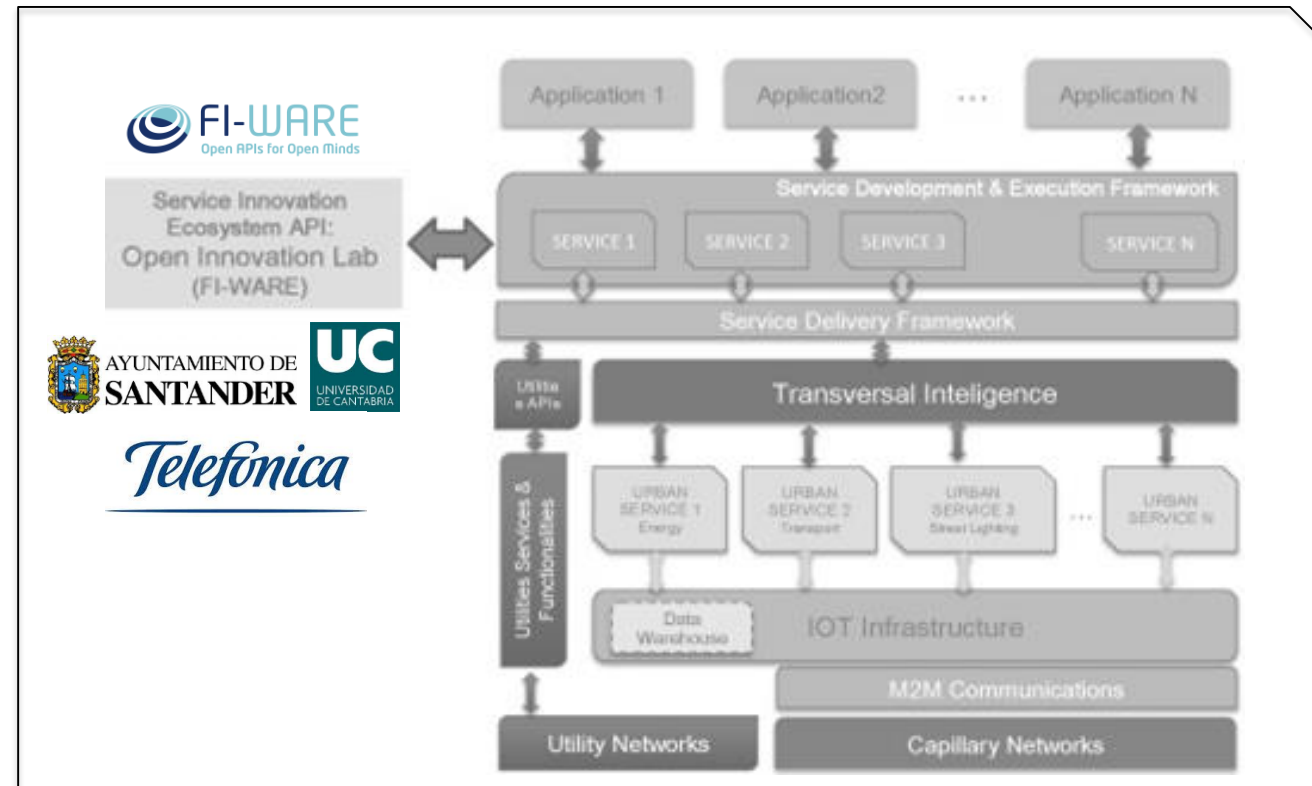 FI-WARE
Open APIs for Open Minds
Service Innovation
Ecosystem API:
Open Innovation Lab
(FI-WARE)
AYUNTAMIENTO DE
SANTANDER
UC
UNIVERSIDAD
DE CANTABRIA
Telefónica
Application 1
Application2
...
Application N
Service Development & Execution Framework
SERVICE 1
SERVICE 2
SERVICE 3
SERVICE N
Service Delivery Framework
Utilitie
s APIs
Transversal Inteligence
Utilities Services &
Functionalities
URBAN
SERVICE 1
Energy
URBAN
SERVICE 2
Transport
URBAN
SERVICE 3
Street Lighting
...
URBAN
SERVICE N
Data
Warehouse
IOT Infrastructure
M2M Communications
Utility Networks
Capillary Networks